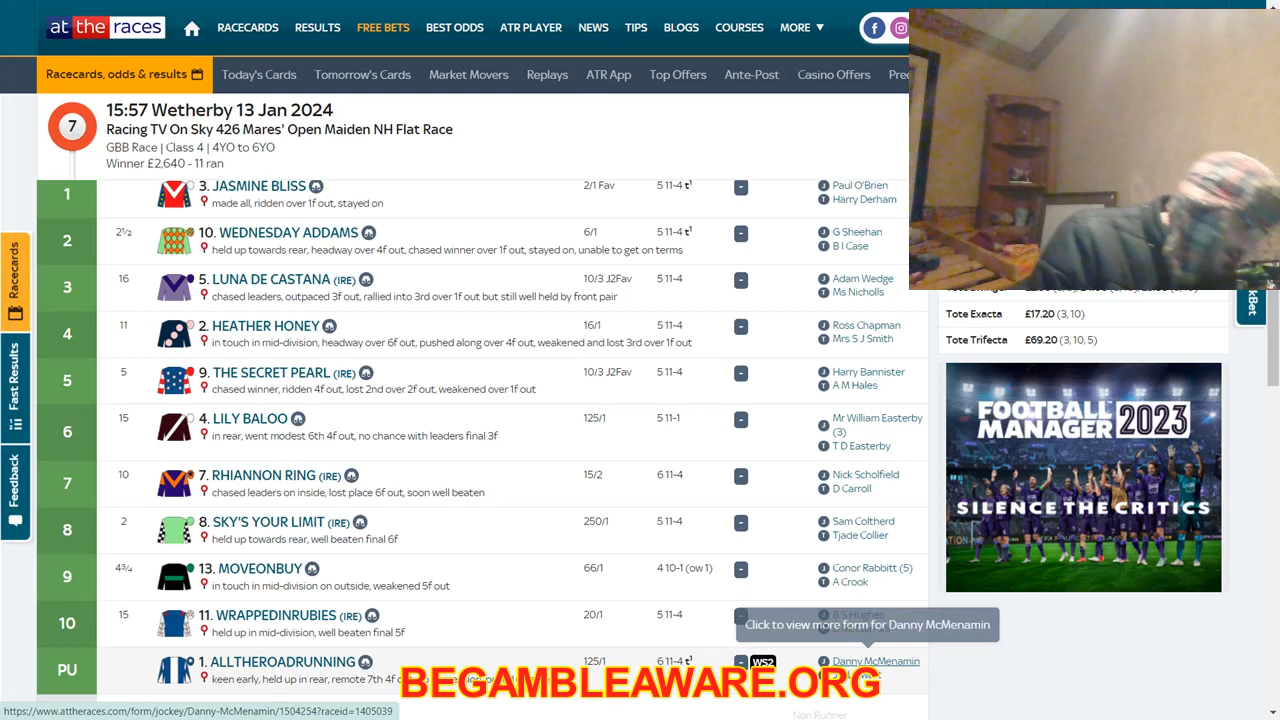 at the races
RACECARDS RESULTS FREE BETS BEST ODDS ATR PLAYER NEWS TIPS BLOGS COURSES MORE ▼
Racecards, odds & results Today's Cards Tomorrow's Cards Market Movers Replays ATR App Top Offers Ante-Post Casino Offers
7
15:57 Wetherby 13 Jan 2024
Racing TV On Sky 426 Mares' Open Maiden NH Flat Race
GBB Race | Class 4 | 4YO to 6YO
Winner £2,640 - 11 ran
1 3. JASMINE BLISS 2/1 Fav 5 11-4 t¹ - J Paul O'Brien
made all, ridden over 1f out, stayed on T Harry Derham
2 2½ 10. WEDNESDAY ADDAMS 6/1 5 11-4 t¹ - J G Sheehan
held up towards rear, headway over 4f out, chased winner over 1f out, stayed on, unable to get on terms T B I Case
3 16 5. LUNA DE CASTANA (IRE) 10/3 J2Fav 5 11-4 - J Adam Wedge
chased leaders, outpaced 3f out, rallied into 3rd over 1f out but still well held by front pair T Ms Nicholls
4 11 2. HEATHER HONEY 16/1 5 11-4 - J Ross Chapman
in touch in mid-division, headway over 6f out, pushed along over 4f out, weakened and lost 3rd over 1f out T Mrs S J Smith
5 5 9. THE SECRET PEARL (IRE) 10/3 J2Fav 5 11-4 - J Harry Bannister
chased winner, ridden 4f out, lost 2nd over 2f out, weakened over 1f out T A M Hales
6 15 4. LILY BALOO 125/1 5 11-1 - J Mr William Easterby (3)
in rear, went modest 6th 4f out, no chance with leaders final 3f T T D Easterby
7 10 7. RHIANNON RING (IRE) 15/2 6 11-4 - J Nick Scholfield
chased leaders on inside, lost place 6f out, soon well beaten T D Carroll
8 2 8. SKY'S YOUR LIMIT (IRE) 250/1 5 11-4 - J Sam Coltherd
held up towards rear, well beaten final 6f T Tjade Collier
9 4¾ 13. MOVEONBUY 66/1 4 10-1 (ow 1) - J Conor Rabbitt (5)
in touch in mid-division on outside, weakened 5f out T A Crook
10 15 11. WRAPPEDINRUBIES (IRE) 20/1 5 11-4 J B S Hughes
held up in mid-division, well beaten final 5f
Click to view more form for Danny McMenamin
PU 1. ALLTHEROADRUNNING 125/1 6 11-4 t¹ - WS2 J Danny McMenamin
keen early, held up in rear, remote 7th 4f
Non Runner
Tote Exacta £17.20 (3, 10)
Tote Trifecta £69.20 (3, 10, 5)
FOOTBALL
MANAGER 2023
SILENCE THE CRITICS
Racecards
Fast Results
Feedback
xBet
BEGAMBLEAWARE.ORG
https://www.attheraces.com/form/jockey/Danny-McMenamin/1504254?raceid=1405039